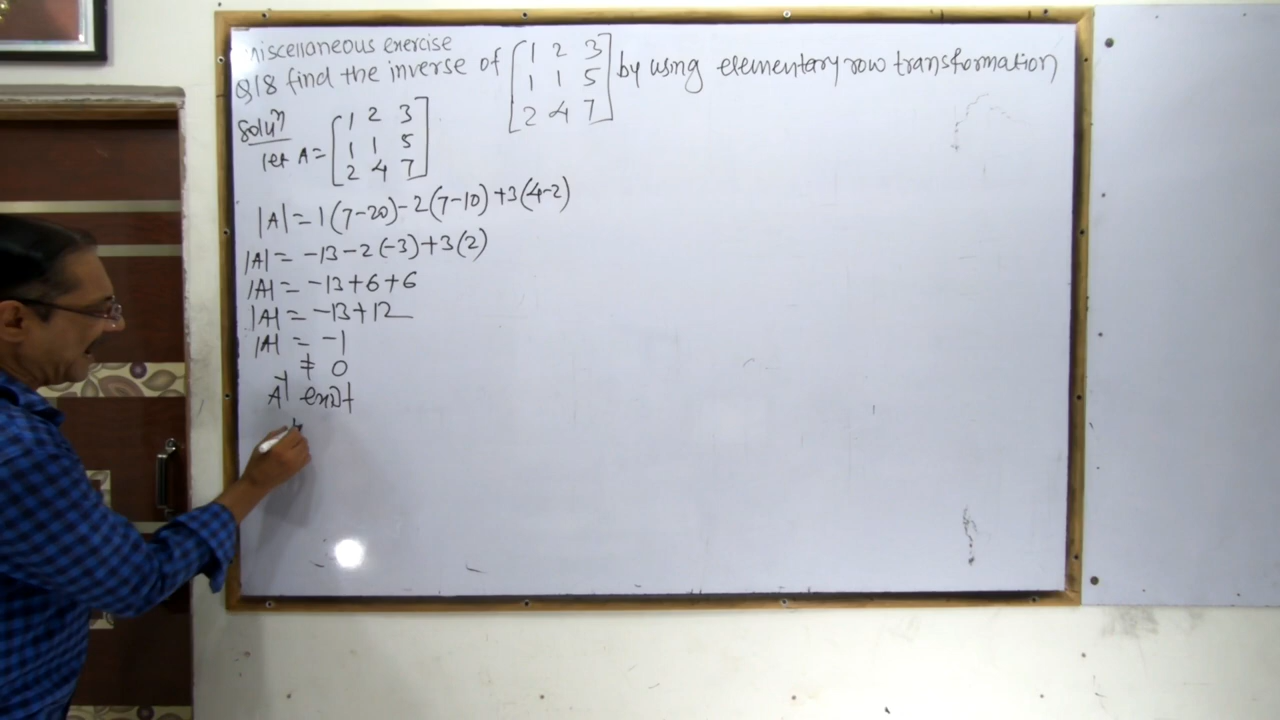 Miscellaneous exercise
Q18 find the inverse of [1 2 3; 1 1 5; 2 4 7] by using elementary row transformation
Solun
let A = [1 2 3; 1 1 5; 2 4 7]
|A| = 1(7-20)-2(7-10)+3(4-2)
|A| = -13-2(-3)+3(2)
|A| = -13+6+6
|A| = -13+12
|A| = -1
≠ 0
A⁻¹ exist